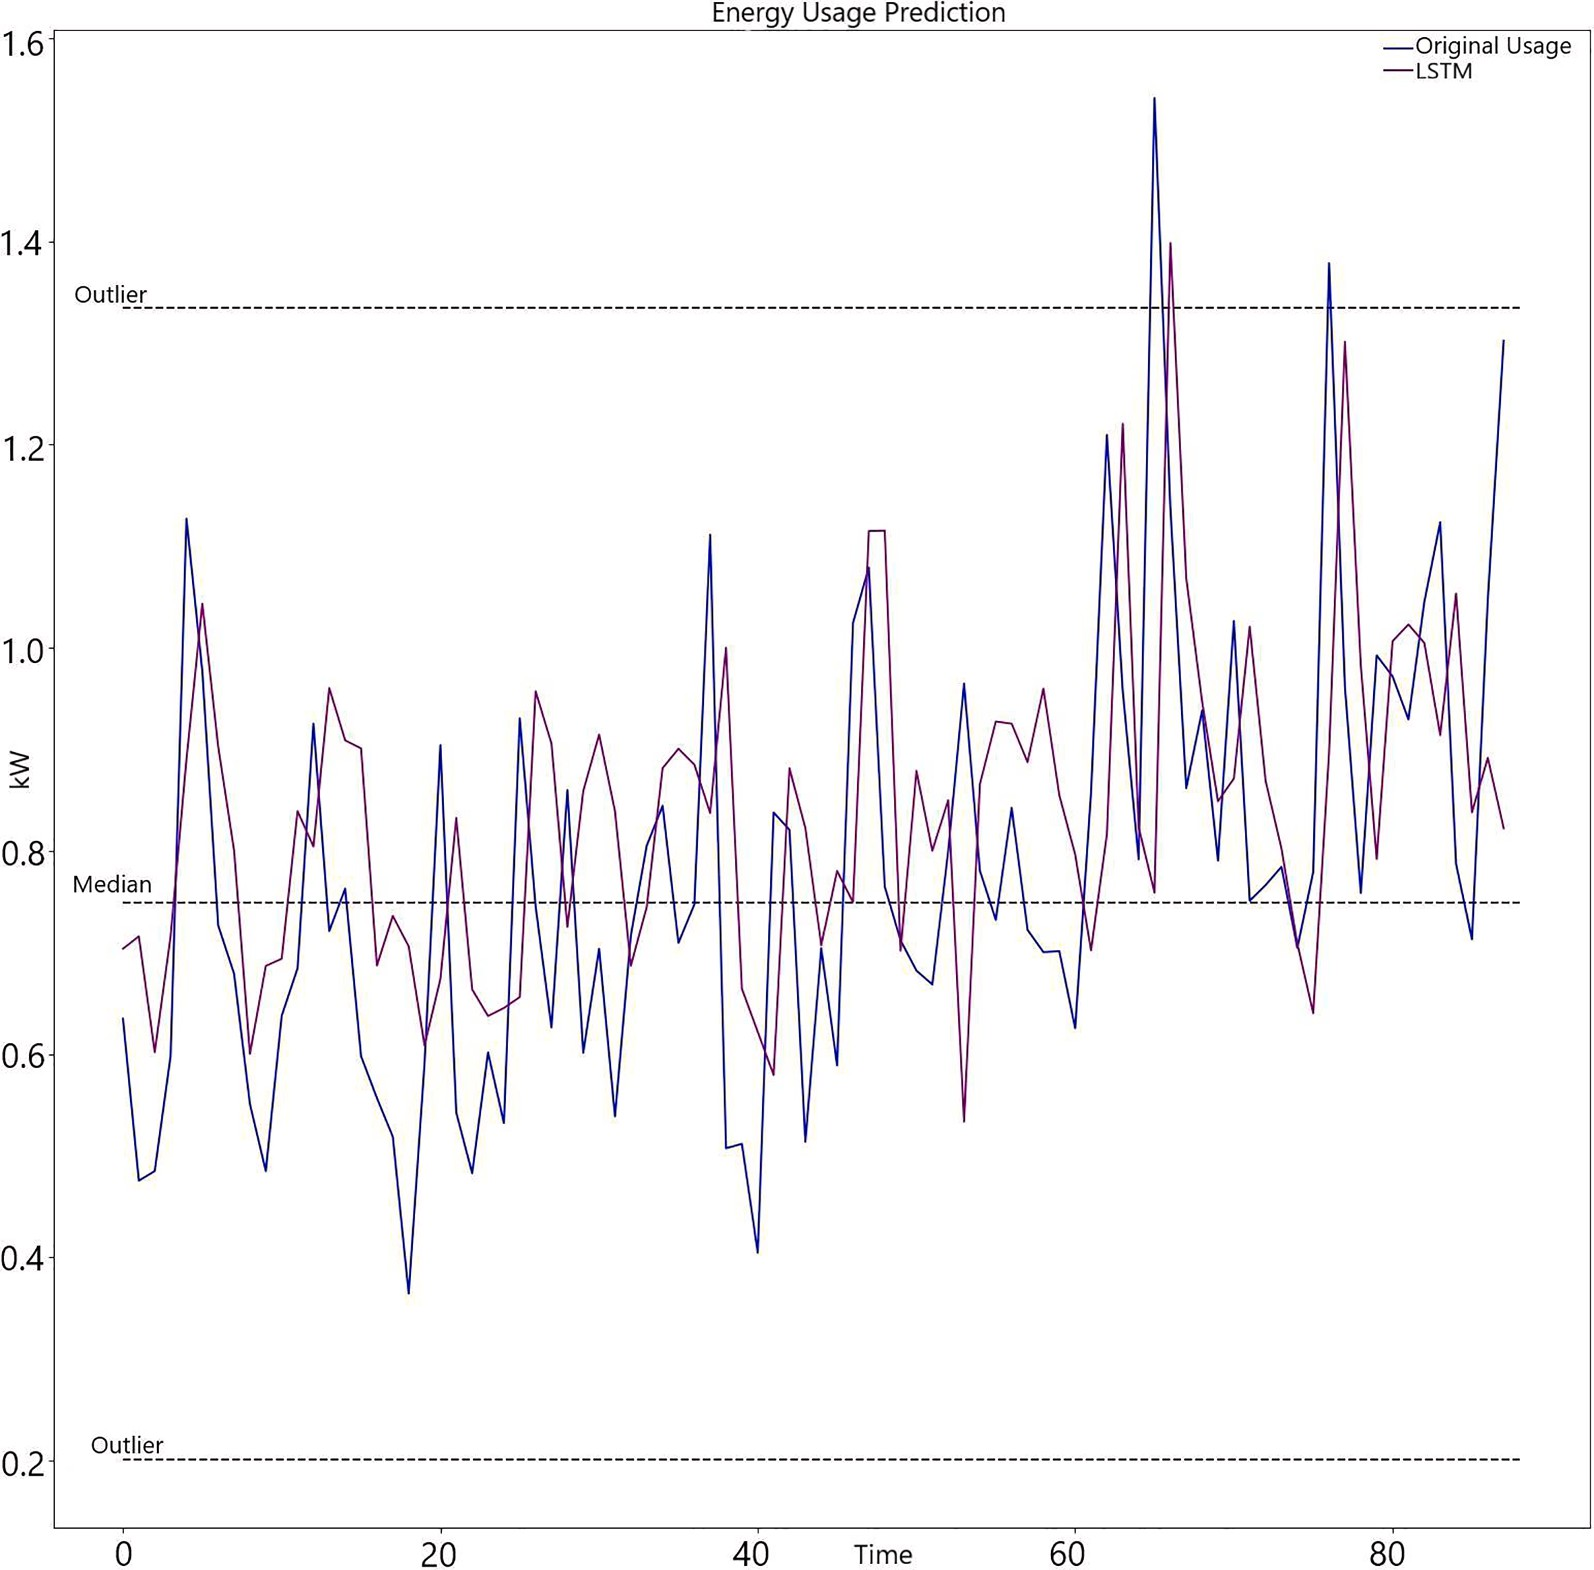 Energy Usage Prediction
Original Usage
LSTM
1.6
1.4
Outlier
1.2
1.0
kW
0.8
Median
0.6
0.4
Outlier
0.2
0 20 40 Time 60 80